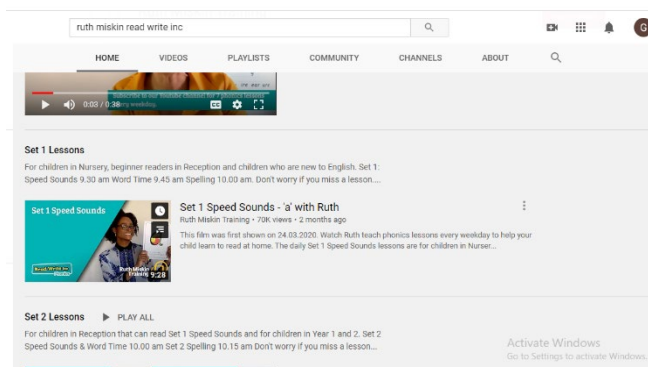 ruth miskin read write inc
G
HOME VIDEOS PLAYLISTS COMMUNITY CHANNELS ABOUT
0:03 / 0:38
CC
Set 1 Lessons
For children in Nursery, beginner readers in Reception and children who are new to English. Set 1:
Speed Sounds 9.30 am Word Time 9.45 am Spelling 10.00 am. Don't worry if you miss a lesson....
Set 1 Speed Sounds
Read Write Inc.
Phonics
Ruth Miskin
Training
9:28
Set 1 Speed Sounds - 'a' with Ruth
Ruth Miskin Training • 70K views • 2 months ago
This film was first shown on 24.03.2020. Watch Ruth teach phonics lessons every weekday to help your
child learn to read at home. The daily Set 1 Speed Sounds lessons are for children in Nurser...
Set 2 Lessons PLAY ALL
For children in Reception that can read Set 1 Speed Sounds and for children in Year 1 and 2. Set 2
Speed Sounds & Word Time 10.00 am Set 2 Spelling 10.15 am Don't worry if you miss a lesson...
Activate Windows
Go to Settings to activate Windows.